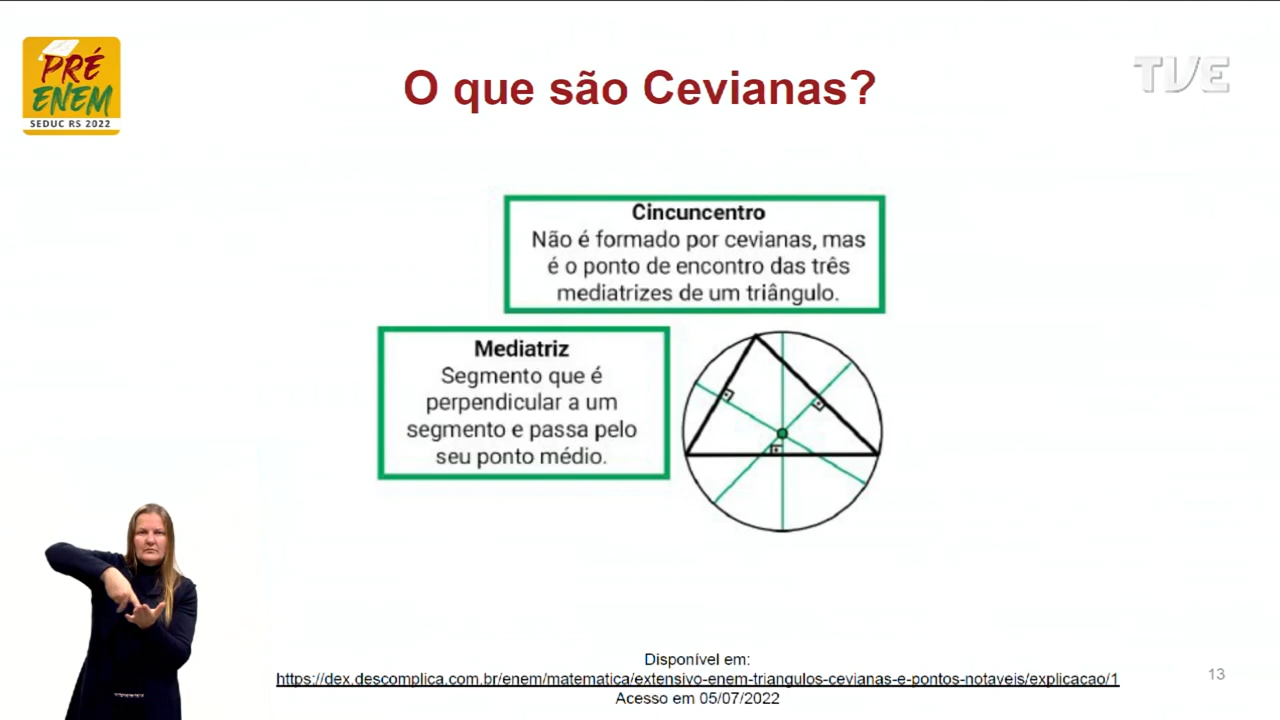 PRÉ
ENEM
SEDUC RS 2022
O que são Cevianas?
TVE
Cincuncentro
Não é formado por cevianas, mas
é o ponto de encontro das três
mediatrizes de um triângulo.
Mediatriz
Segmento que é
perpendicular a um
segmento e passa pelo
seu ponto médio.
Disponível em:
https://dex.descomplica.com.br/enem/matematica/extensivo-enem-triangulos-cevianas-e-pontos-notaveis/explicacao/1
Acesso em 05/07/2022
13